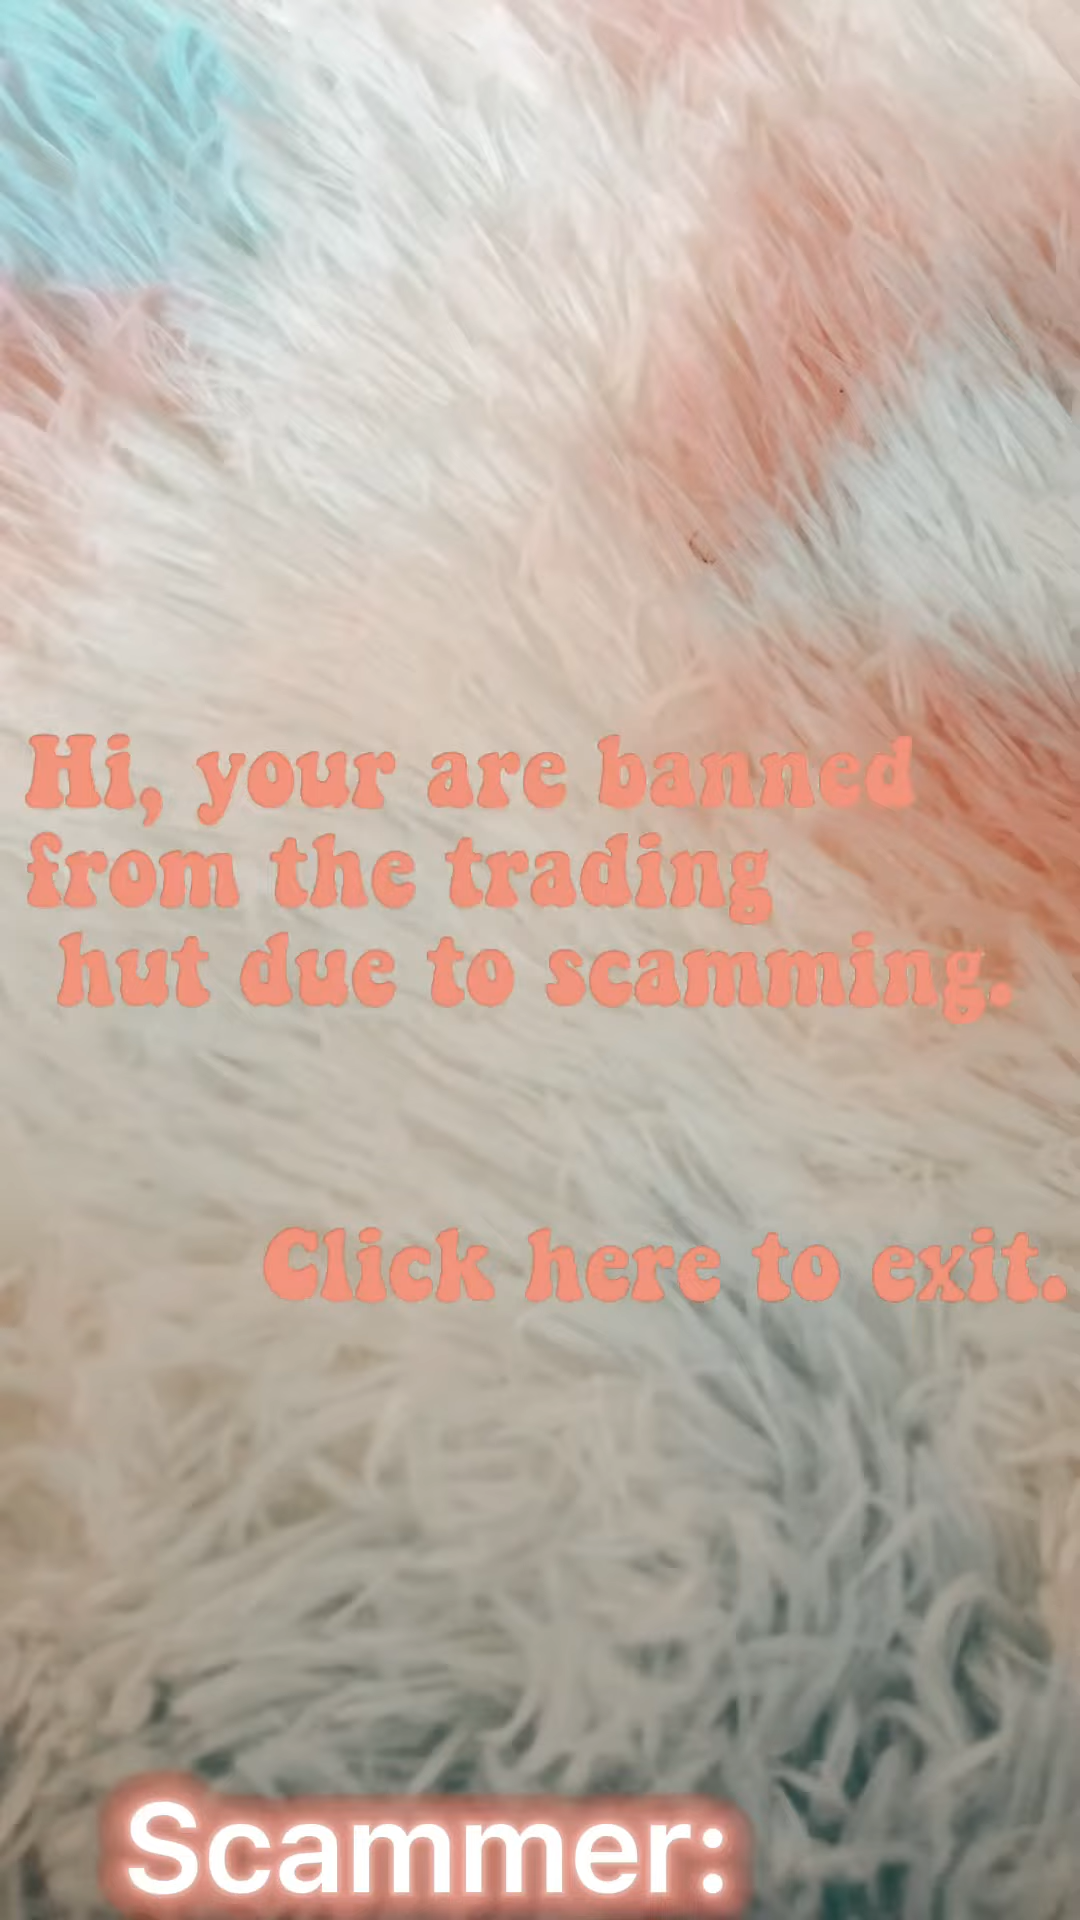 Hi, your are banned
from the trading
hut due to scamming.
Click here to exit.
Scammer: